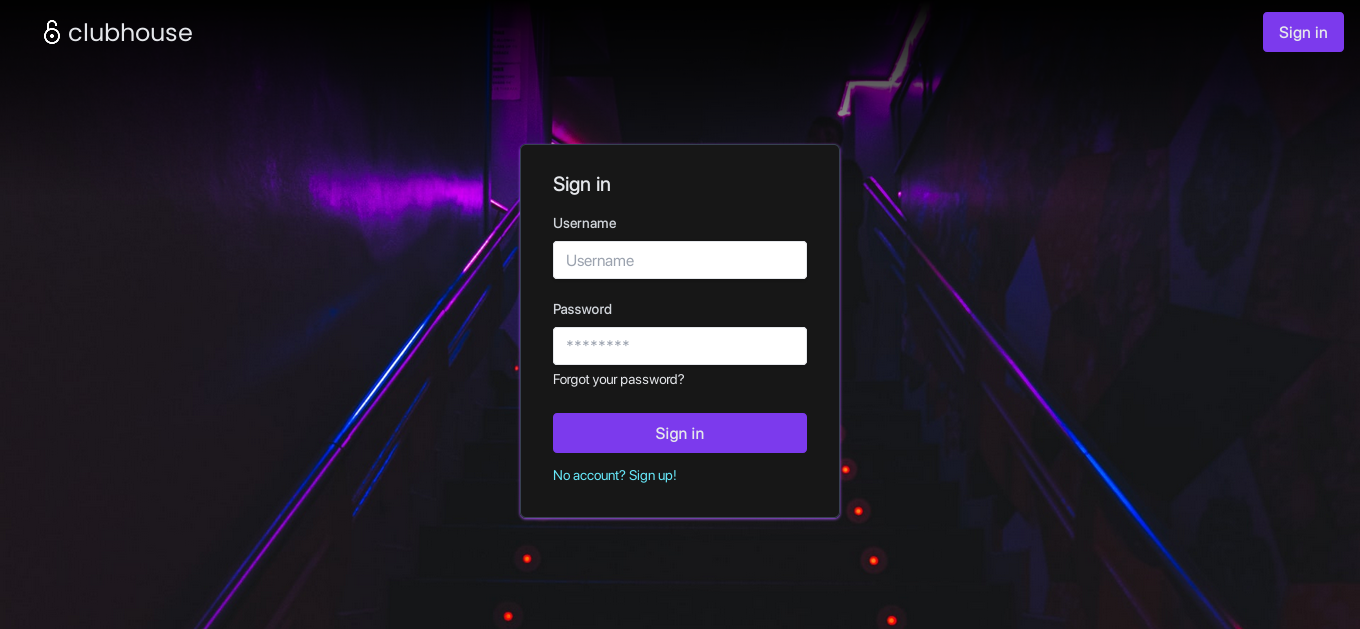 clubhouse
Sign in
Sign in
Username
Username
Password
********
Forgot your password?
Sign in
No account? Sign up!